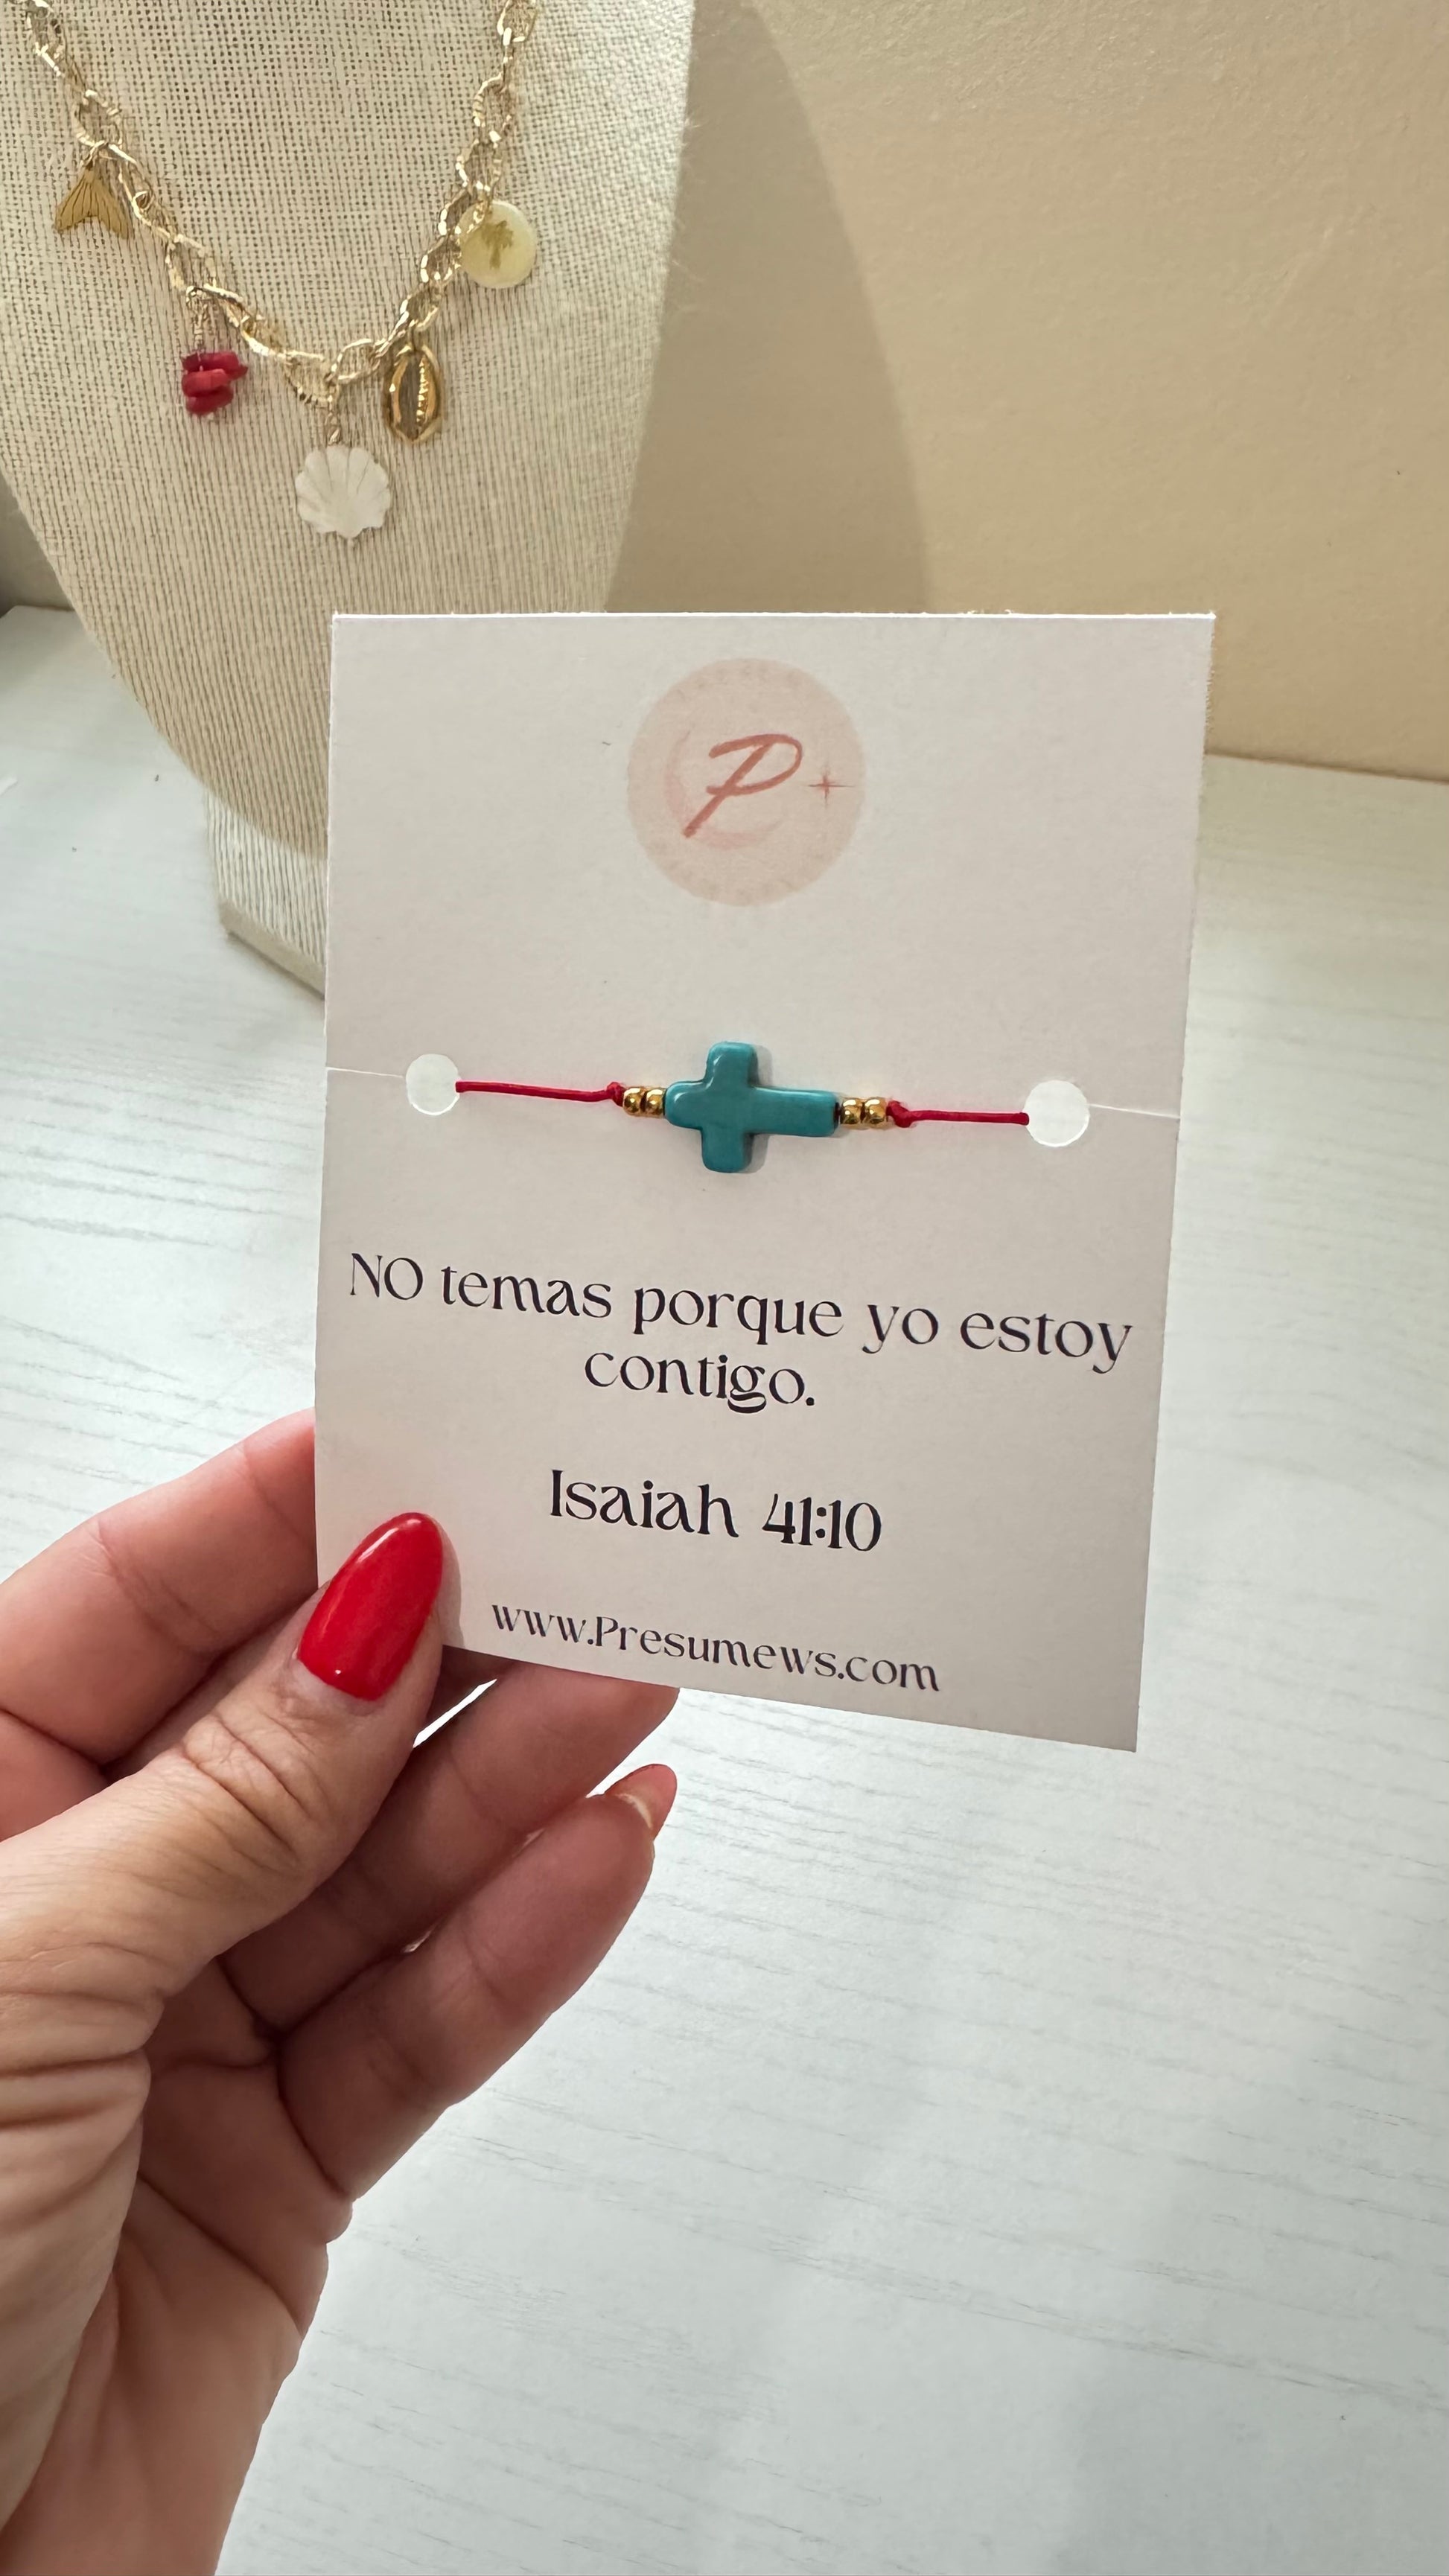 P
NO temas porque yo estoy
contigo.
Isaiah 41:10
www.Presumews.com